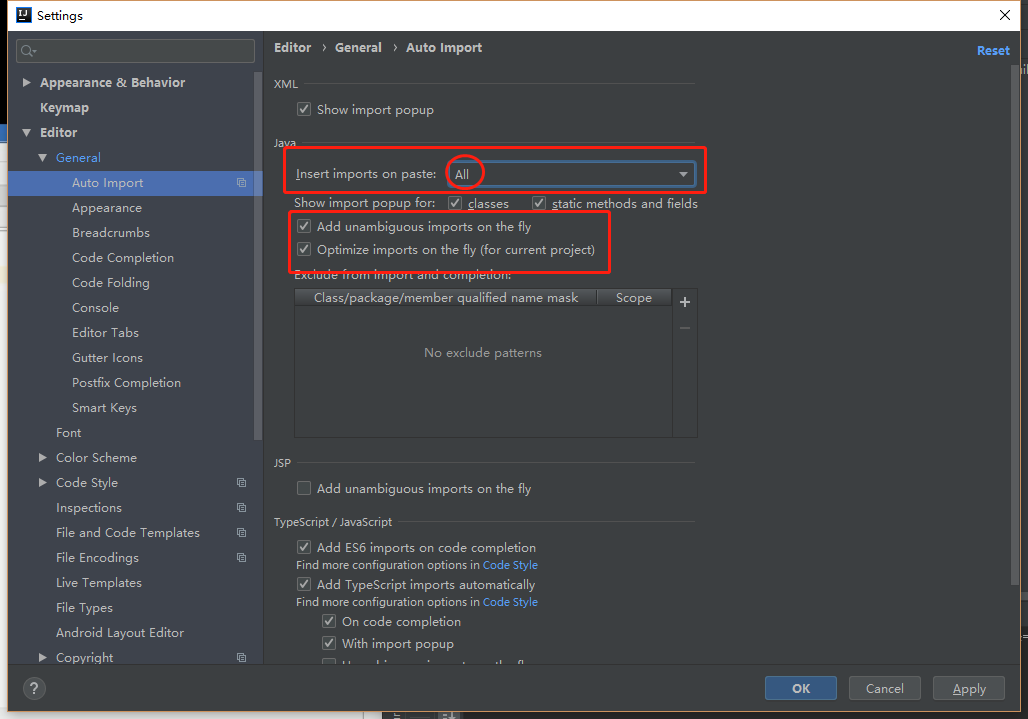 Settings
Editor › General › Auto Import
Reset
Appearance & Behavior
Keymap
Editor
General
Auto Import
Appearance
Breadcrumbs
Code Completion
Code Folding
Console
Editor Tabs
Gutter Icons
Postfix Completion
Smart Keys
Font
Color Scheme
Code Style
Inspections
File and Code Templates
File Encodings
Live Templates
File Types
Android Layout Editor
Copyright
XML
Show import popup
Java
Insert imports on paste: All
Show import popup for: classes static methods and fields
Add unambiguous imports on the fly
Optimize imports on the fly (for current project)
Exclude from import and completion:
Class/package/member qualified name mask Scope
No exclude patterns
JSP
Add unambiguous imports on the fly
TypeScript / JavaScript
Add ES6 imports on code completion
Find more configuration options in Code Style
Add TypeScript imports automatically
Find more configuration options in Code Style
On code completion
With import popup
?
OK Cancel Apply